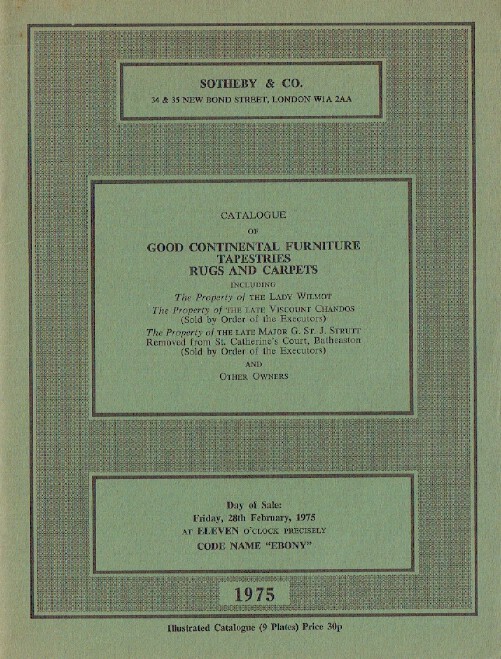 SOTHEBY & CO.
34 & 35 NEW BOND STREET, LONDON W1A 2AA
CATALOGUE
OF
GOOD CONTINENTAL FURNITURE
TAPESTRIES
RUGS AND CARPETS
INCLUDING
The Property of THE LADY WILMOT
The Property of THE LATE VISCOUNT CHANDOS
(Sold by Order of the Executors)
The Property of THE LATE MAJOR G. ST. J. STRUTT
Removed from St. Catherine's Court, Batheaston
(Sold by Order of the Executors)
AND
OTHER OWNERS
Day of Sale:
Friday, 28th February, 1975
AT ELEVEN O'CLOCK PRECISELY
CODE NAME "EBONY"
1975
Illustrated Catalogue (9 Plates) Price 30p